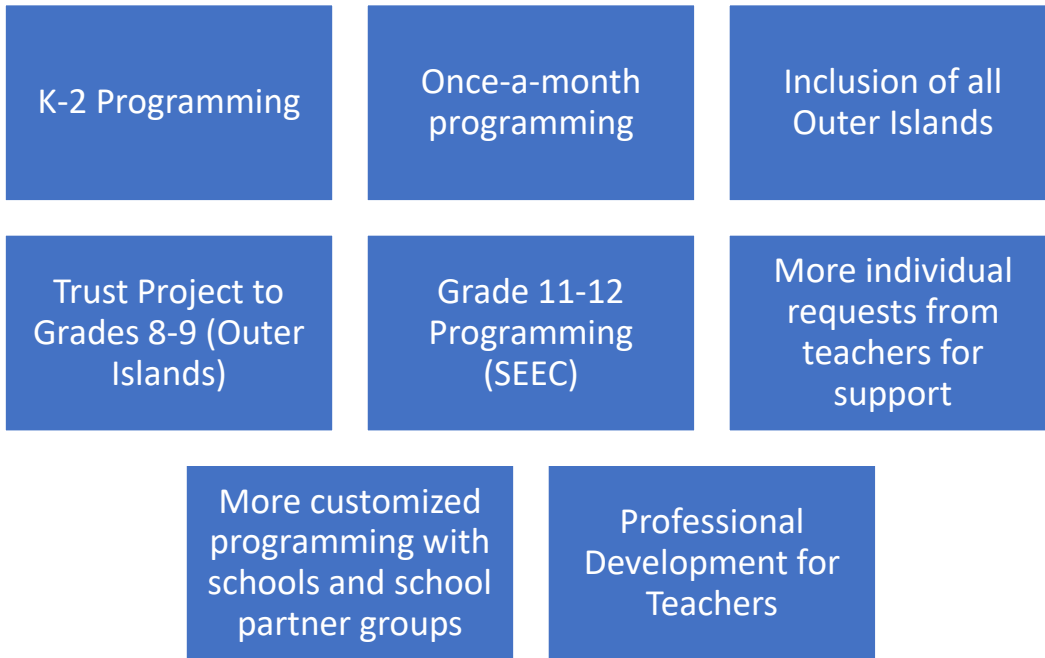 K-2 Programming
Once-a-month
programming
Inclusion of all
Outer Islands
Trust Project to
Grades 8-9 (Outer
Islands)
Grade 11-12
Programming
(SEEC)
More individual
requests from
teachers for
support
More customized
programming with
schools and school
partner groups
Professional
Development for
Teachers